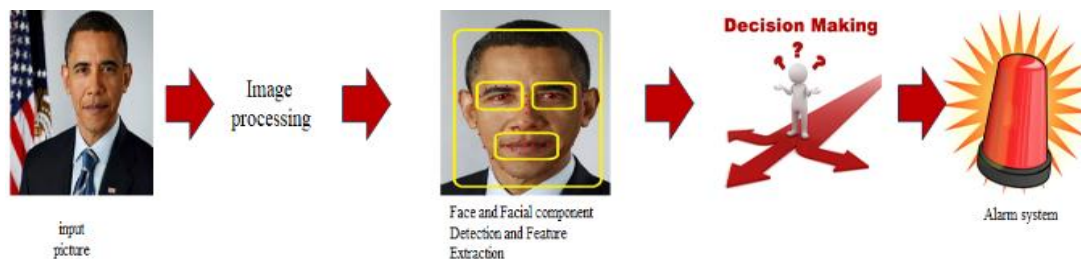 input
picture
Image
processing
Face and Facial component
Detection and Feature
Extraction
Decision Making
? ? ?
Alarm system